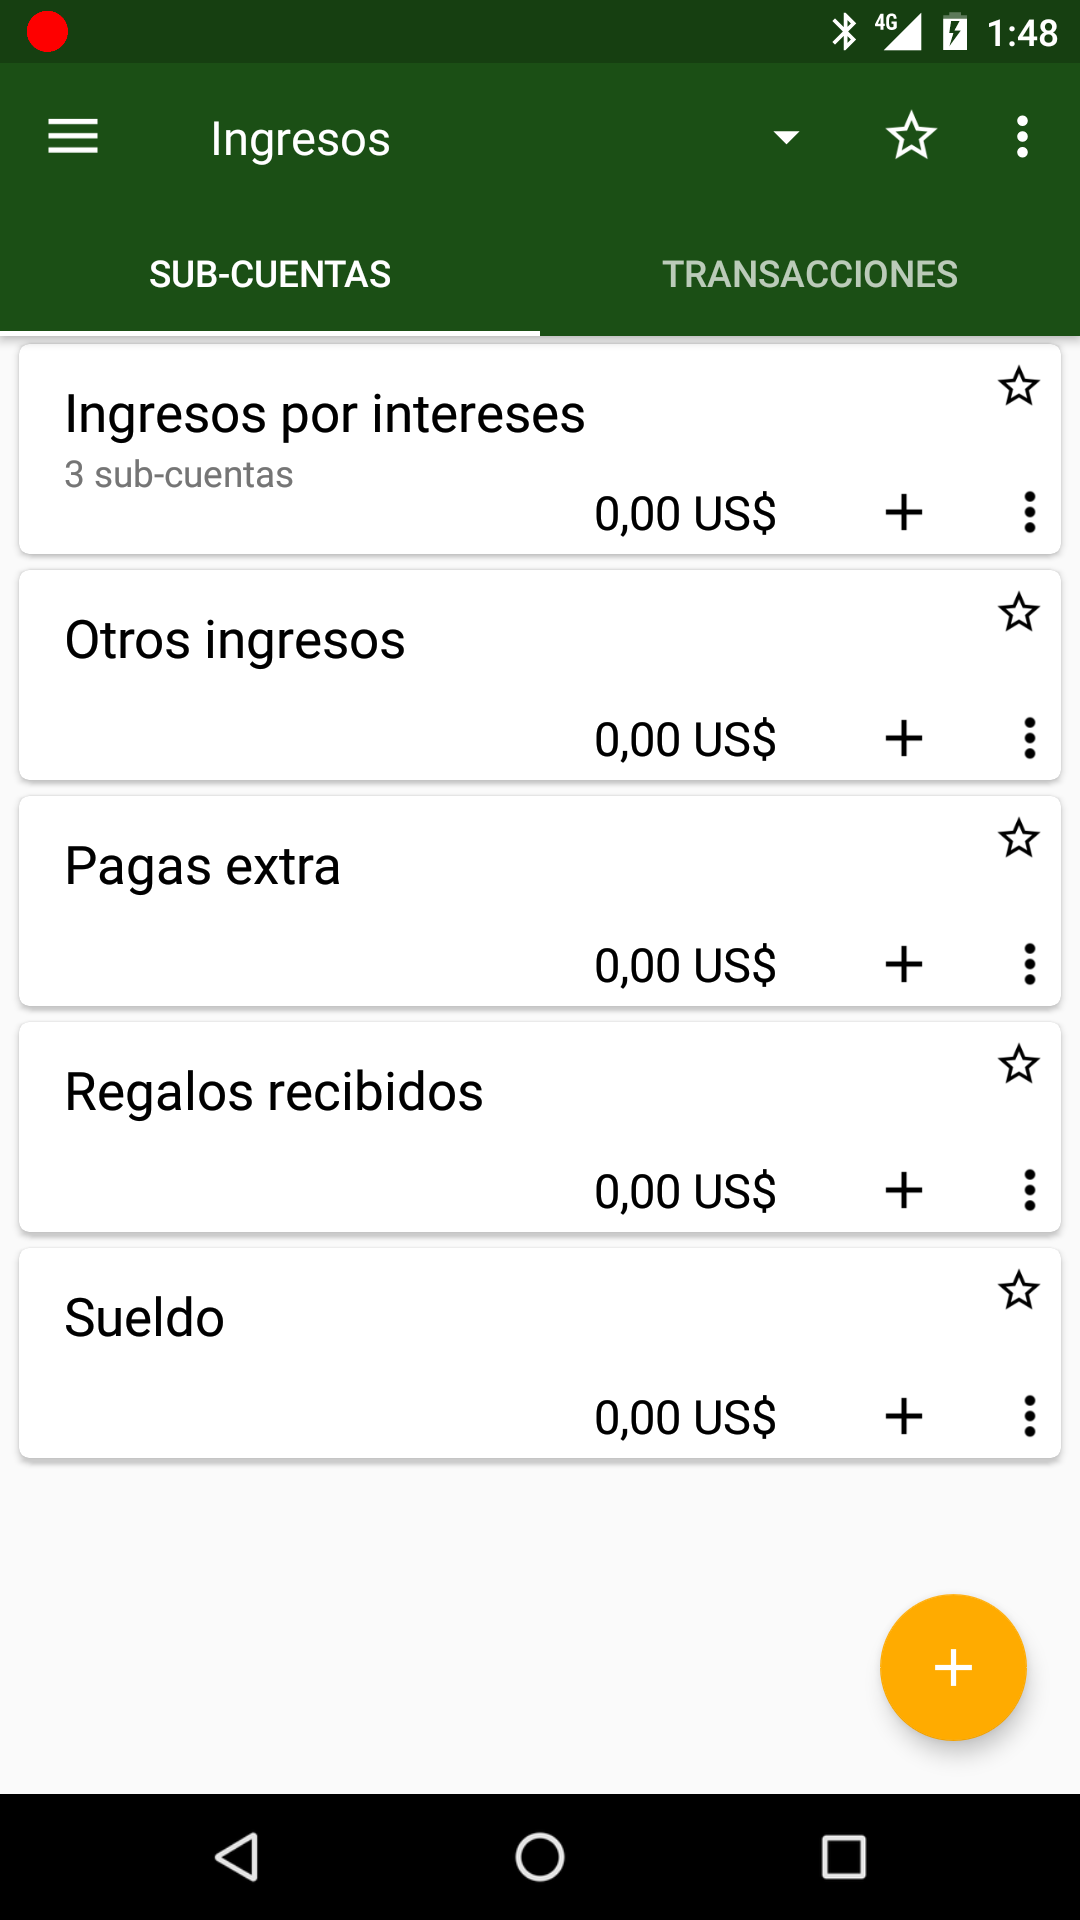 4G 1:48
Ingresos
SUB-CUENTAS TRANSACCIONES
Ingresos por intereses
3 sub-cuentas
0,00 US$
Otros ingresos
0,00 US$
Pagas extra
0,00 US$
Regalos recibidos
0,00 US$
Sueldo
0,00 US$